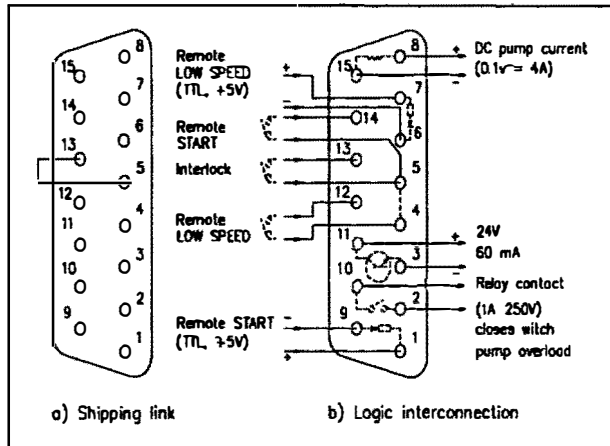 8
15
7
14
6
13
5
12
4
11
3
10
2
9
1
a) Shipping link
Remote
LOW SPEED
(TTL, +5V)
+
−
Remote
START
Interlock
Remote
LOW SPEED
Remote START
(TTL, +5V)
−
+
8
15
7
14
6
13
5
12
4
11
3
10
2
9
1
+
DC pump current
(0.1v= 4A)
−
+
24V
60 mA
−
Relay contact
(1A 250V)
closes witch
pump overload
b) Logic interconnection